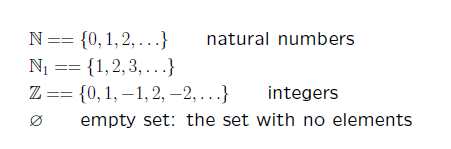 ℕ == {0, 1, 2, . . .} natural numbers
ℕ₁ == {1, 2, 3, . . .}
ℤ == {0, 1, −1, 2, −2, . . .} integers
∅ empty set: the set with no elements